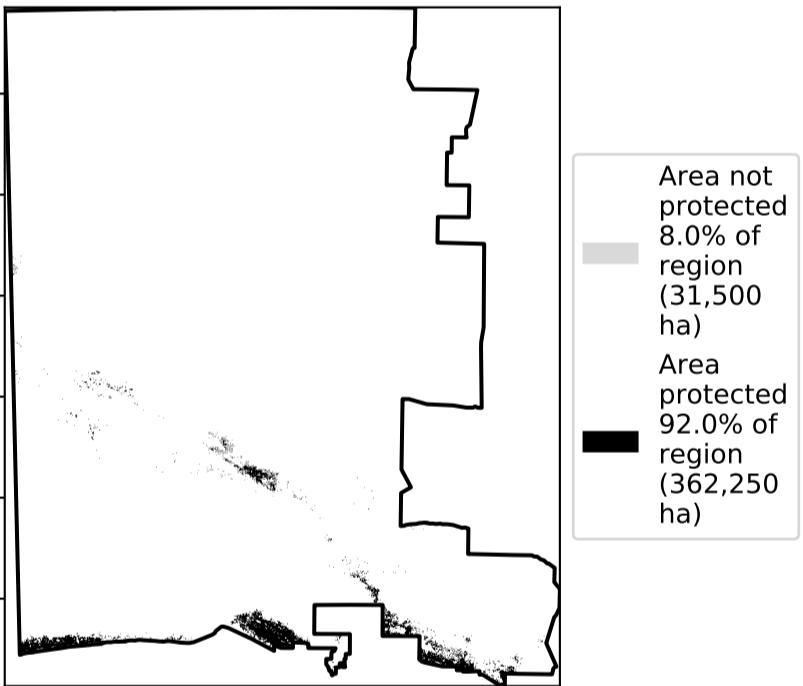 Area not
protected
8.0% of
region
(31,500
ha)
Area
protected
92.0% of
region
(362,250
ha)